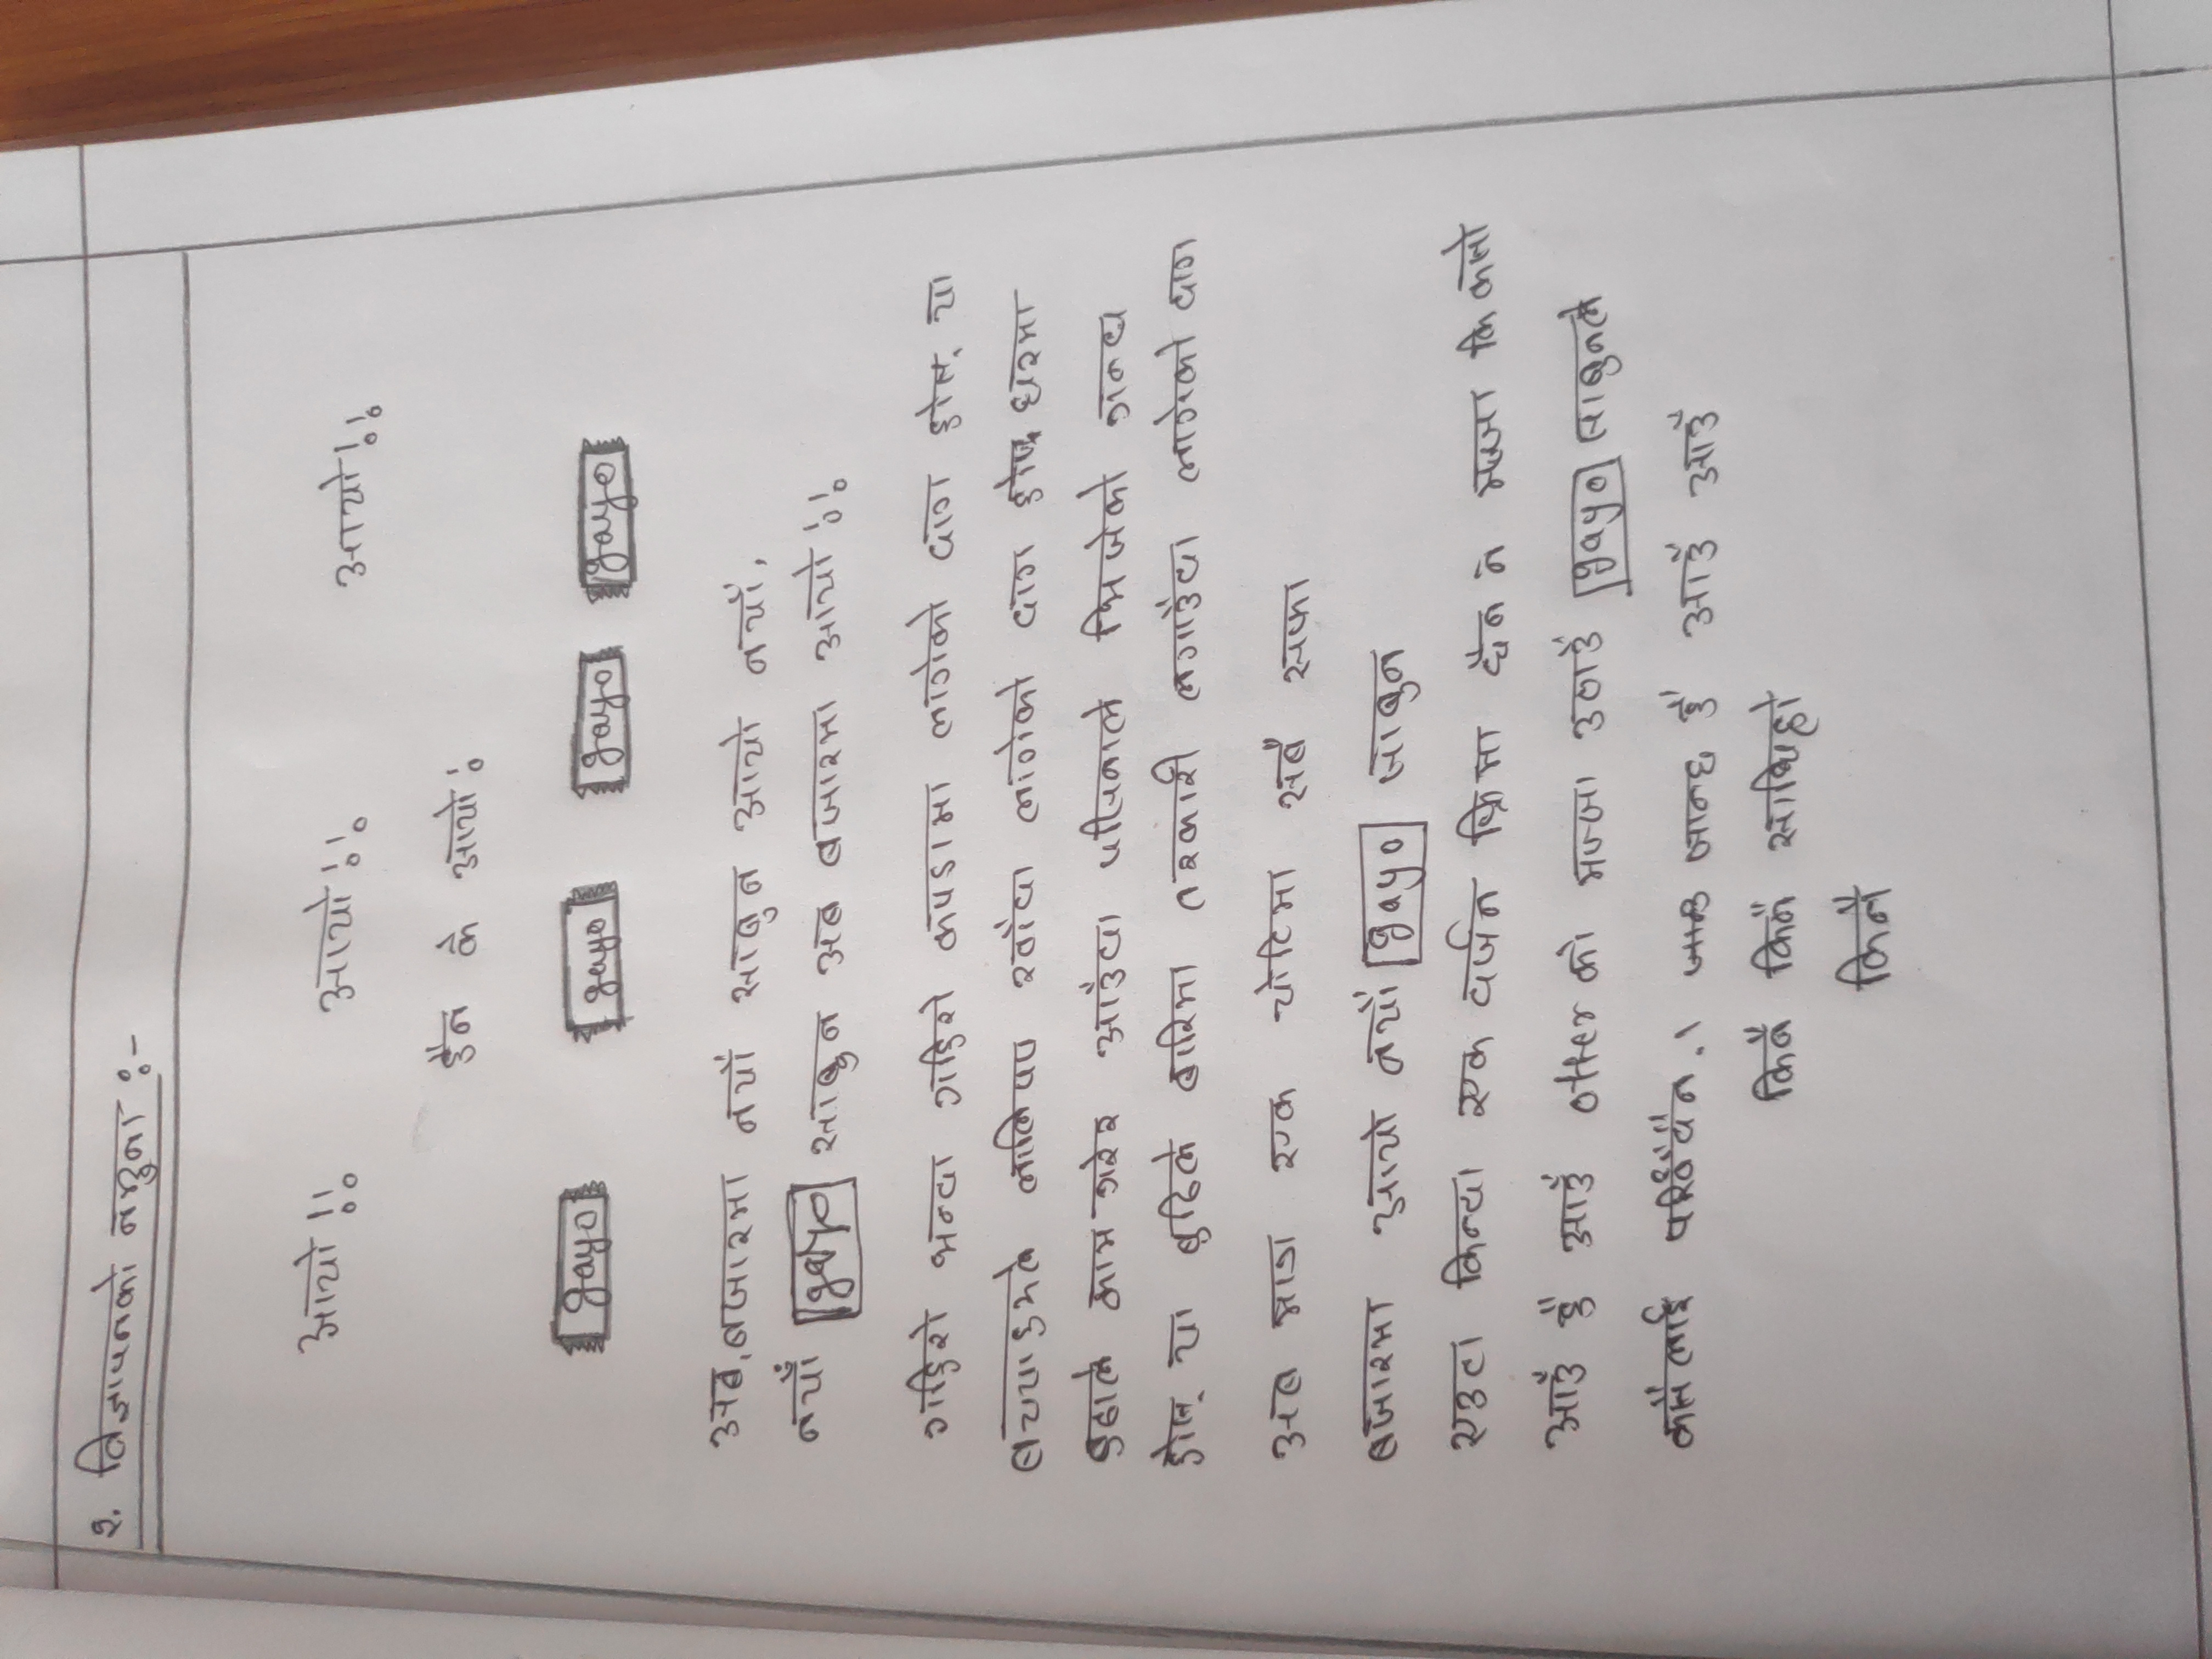 १. विज्ञापनको नमुना :-
आयो!! आयो!! आयो!!
हैन के आयो!
gayo gayo gayo gayo
अब, बजारमा नयाँ साबुन आयो नयाँ,
नयाँ gayo साबुन अब बजारमा आयो!!
गहिरो भन्दा गहिरो कपडामा लागेको दाग होस्, या
बच्चाहरुले ललिपप खाँदा लागेको दाग होस् घरमा
बुढाले काम गरेर आउँदा पसिनाले भिजेको गन्ध
होस्, या बुढिले बारिमा तरकारी लगाउँदा लागेको दाग
अब मात्र एक चोटिमा सबै सफा
बजारमा आयो नयाँ gayo साबुन
एउटा किन्दा एक दर्जन फ्रिमा छैन न मज्जा कि कसो
आउँ है आउँ offer को मज्जा उठाउँ gayo साबुनले
कसैलाई पर्खिदैन.। जान्छ है आउँ आउँ
किनै किनै साथिहो
किनै